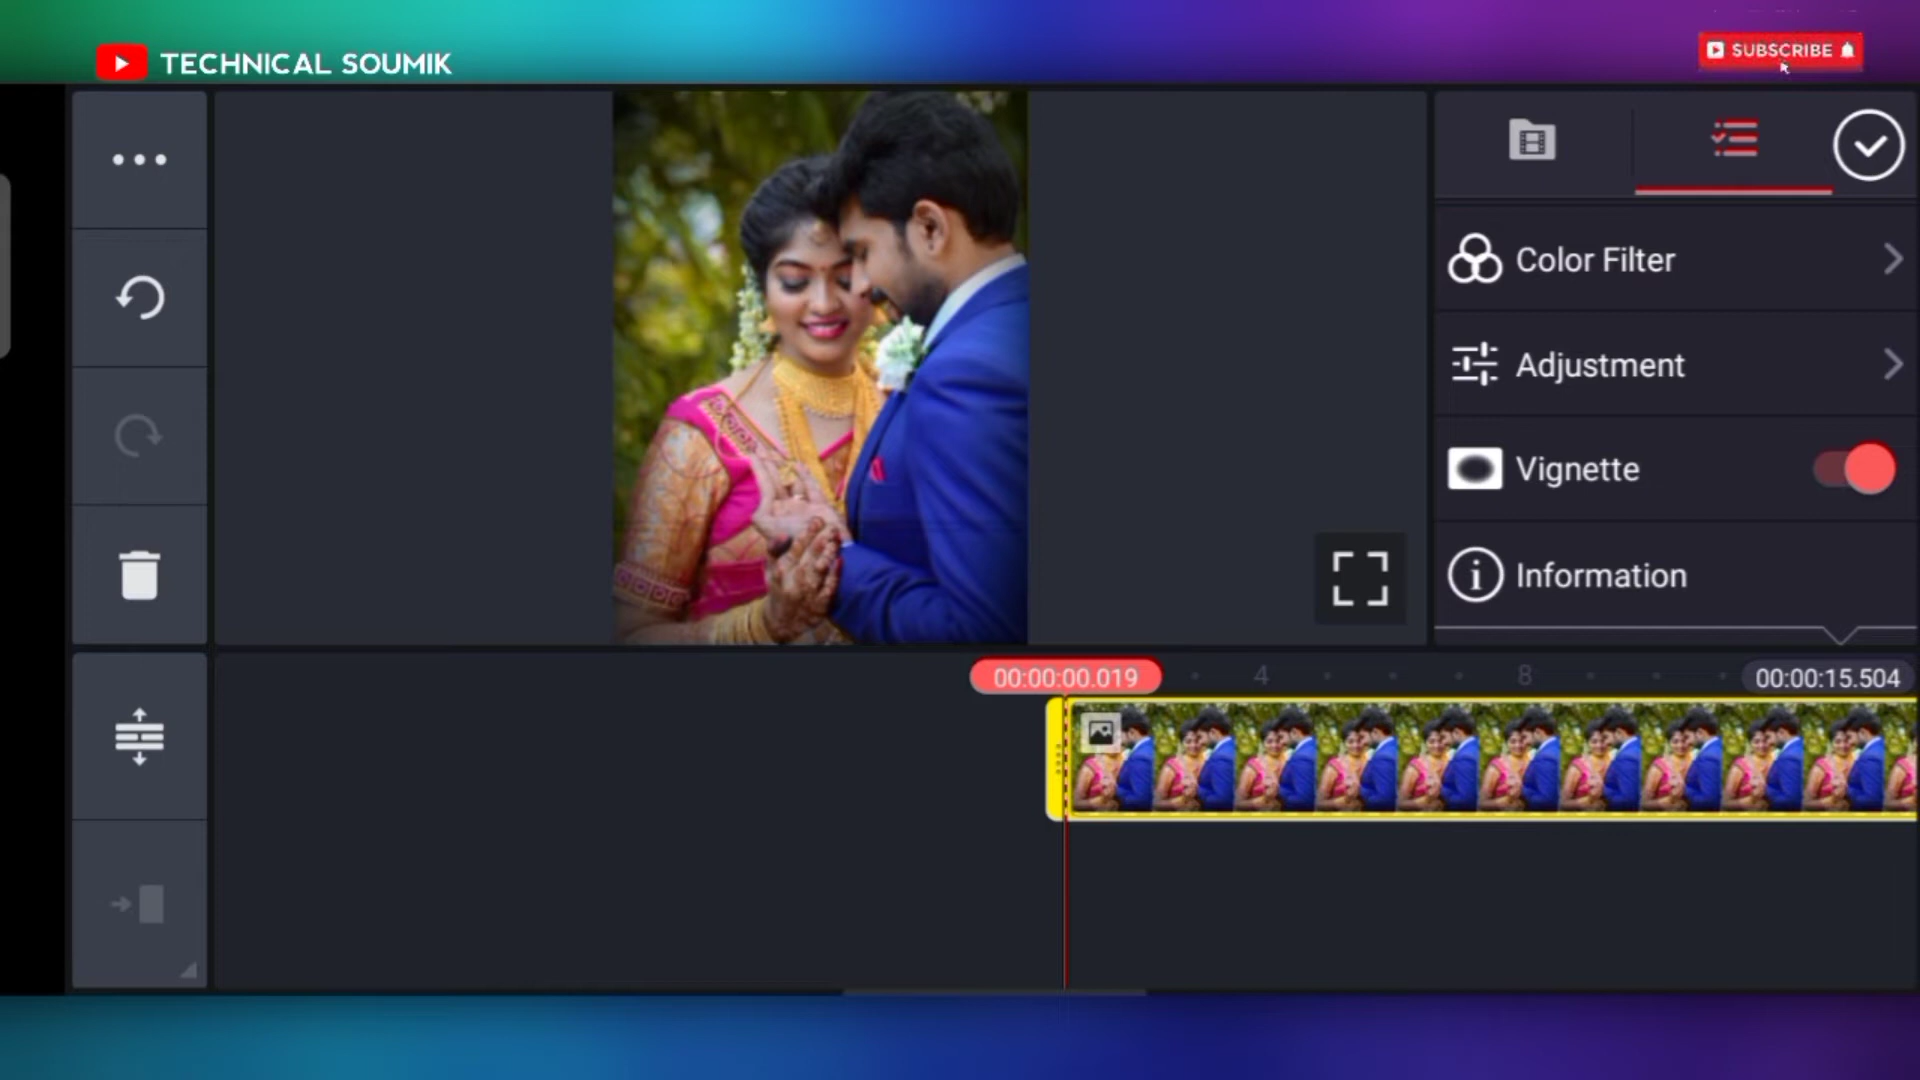 TECHNICAL SOUMIK
SUBSCRIBE
Color Filter
Adjustment
Vignette
Information
00:00:00.019
4
8
00:00:15.504